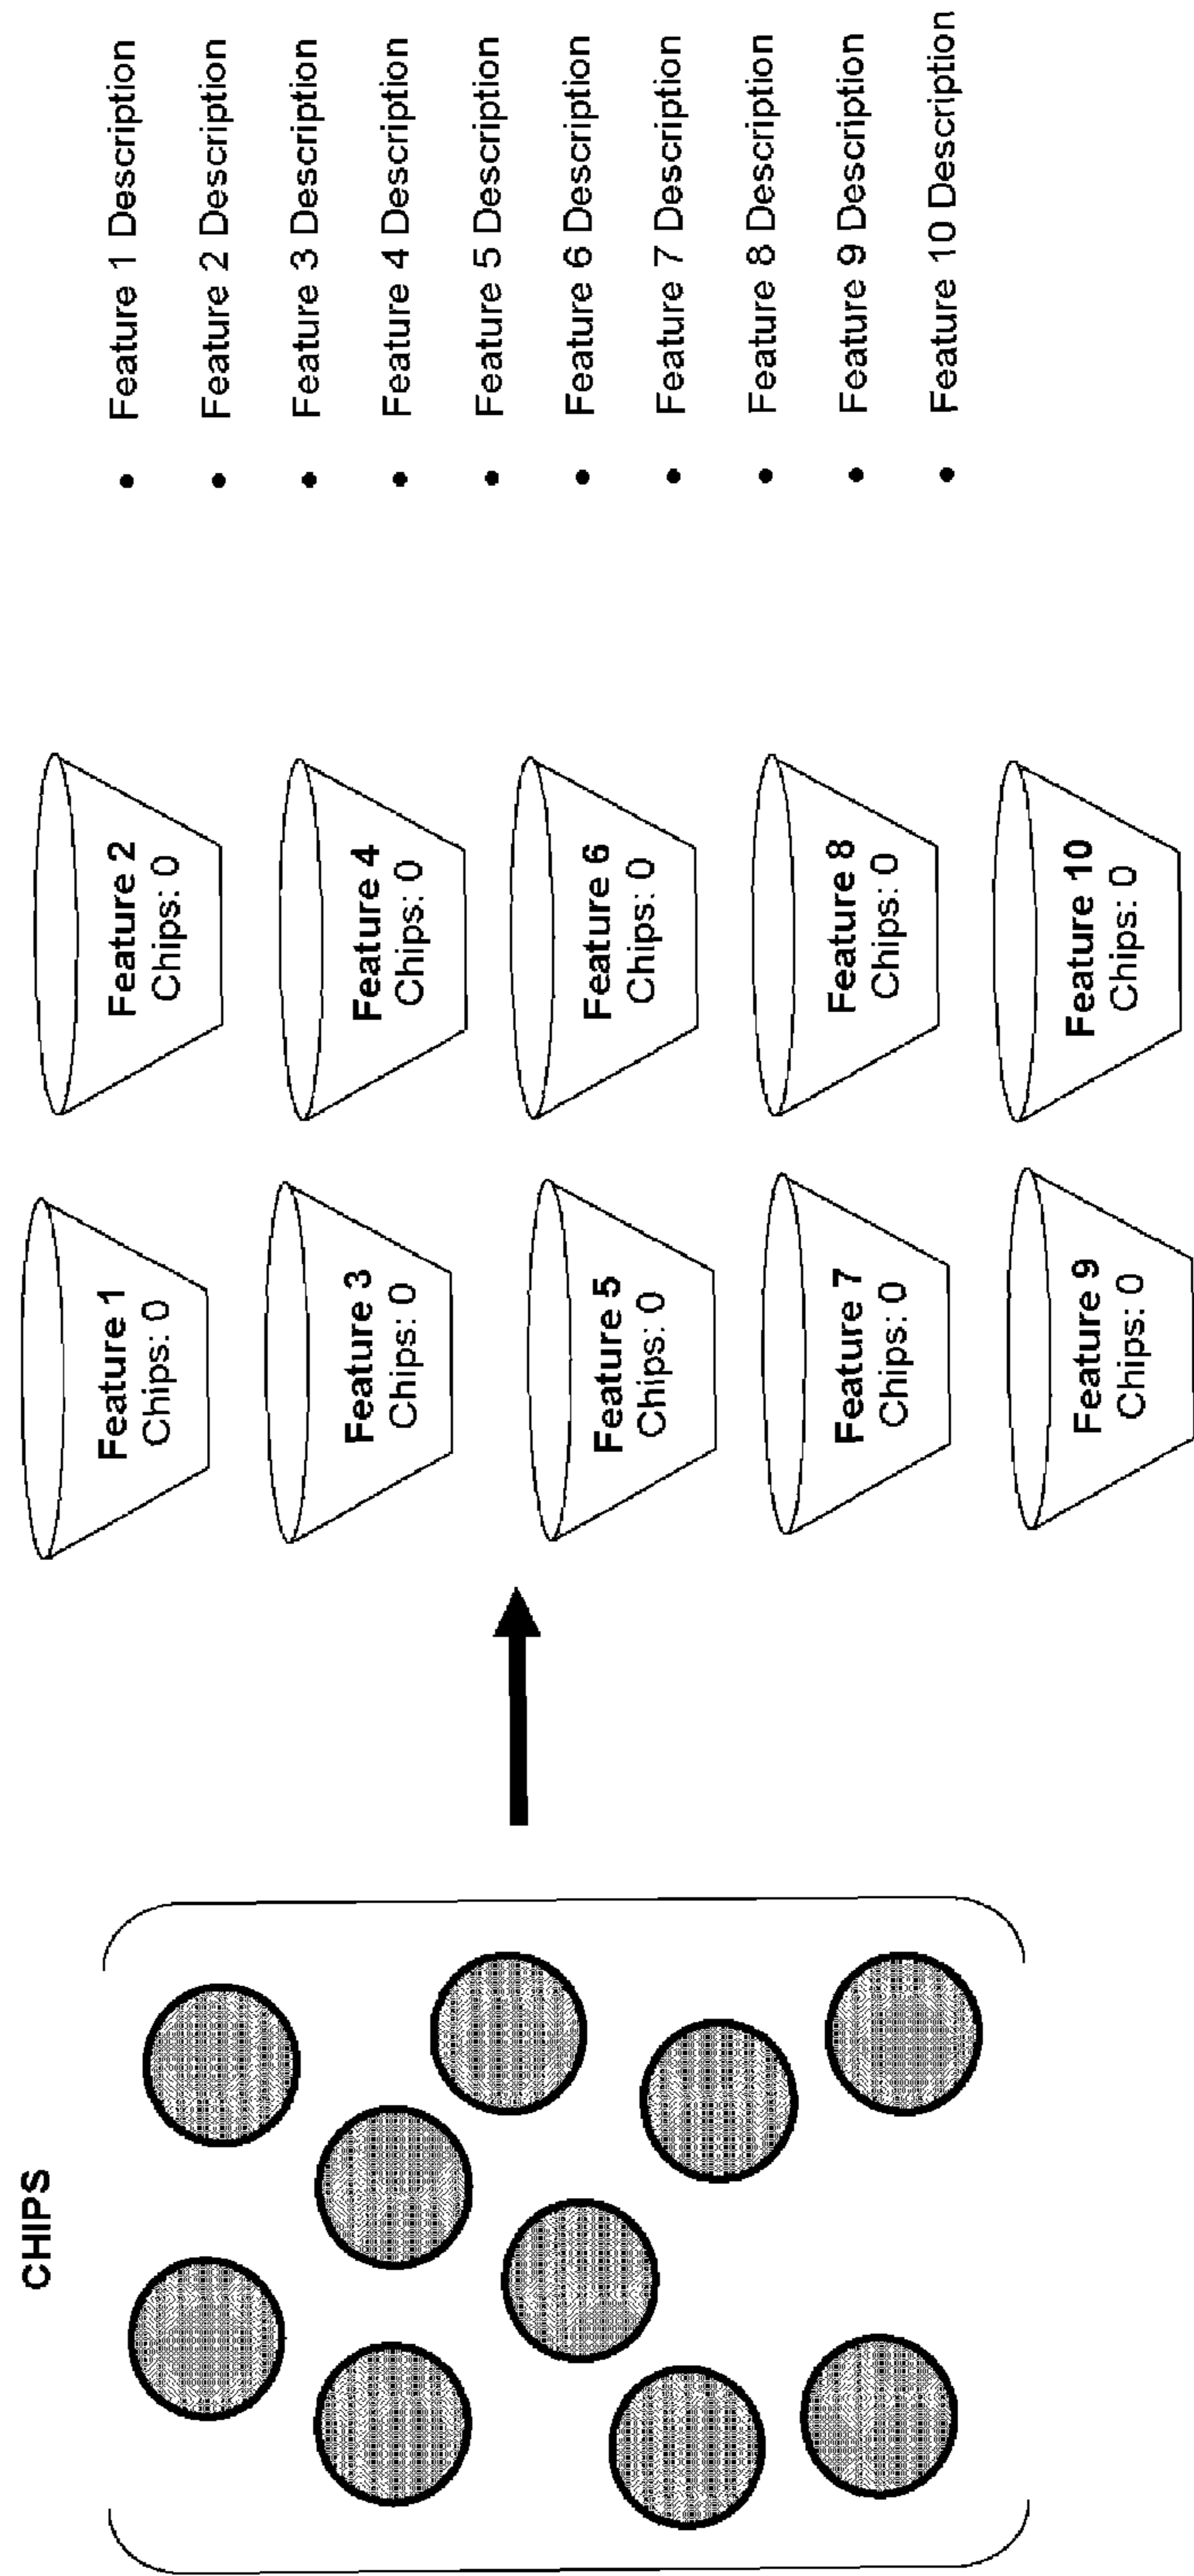 CHIPS
Feature 1
Chips: 0
Feature 2
Chips: 0
Feature 3
Chips: 0
Feature 4
Chips: 0
Feature 5
Chips: 0
Feature 6
Chips: 0
Feature 7
Chips: 0
Feature 8
Chips: 0
Feature 9
Chips: 0
Feature 10
Chips: 0
• Feature 1 Description
• Feature 2 Description
• Feature 3 Description
• Feature 4 Description
• Feature 5 Description
• Feature 6 Description
• Feature 7 Description
• Feature 8 Description
• Feature 9 Description
• Feature 10 Description